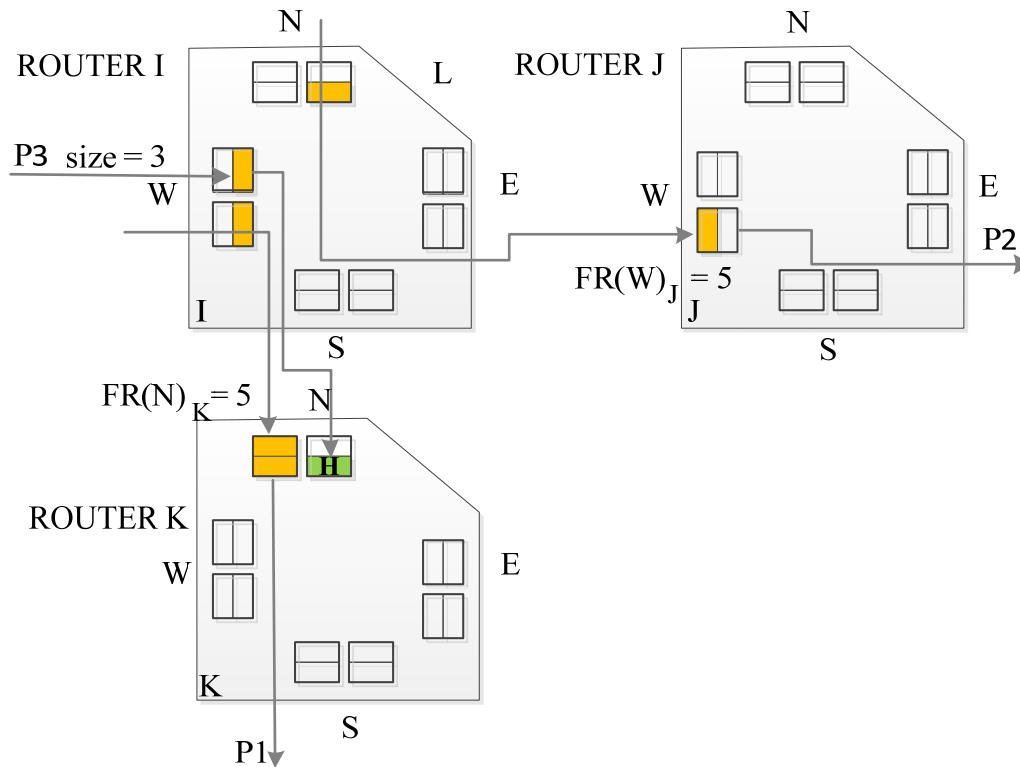 N
N
ROUTER I
L
ROUTER J
P3 size = 3
W
E
W
E
P2
FR(W)J = 5
I
J
S
S
FR(N)K = 5
N
H
ROUTER K
W
E
K
S
P1